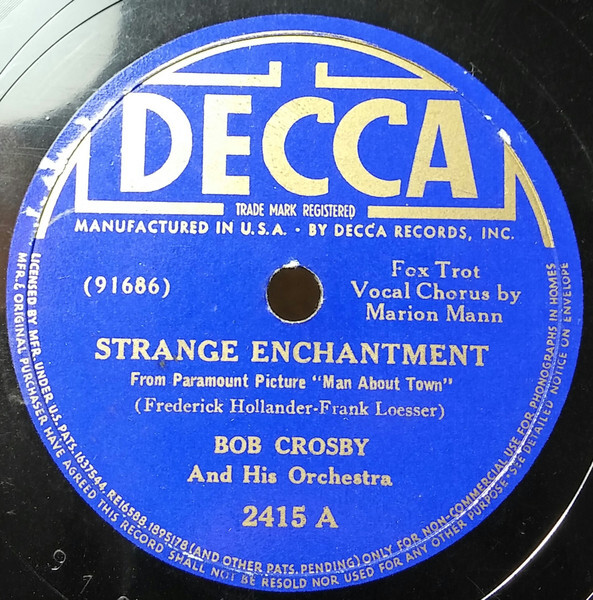 DECCA
TRADE MARK REGISTERED
MANUFACTURED IN U.S.A. · BY DECCA RECORDS, INC.
(91686)
Fox Trot
Vocal Chorus by
Marion Mann
STRANGE ENCHANTMENT
From Paramount Picture "Man About Town"
(Frederick Hollander-Frank Loesser)
BOB CROSBY
And His Orchestra
2415 A
LICENSED BY MFR. UNDER U.S. PATS. 1637544, RE16588, 1895178 (AND OTHER PATS. PENDING) ONLY FOR NON-COMMERCIAL USE FOR PHONOGRAPHS IN HOMES
MFR. & ORIGINAL PURCHASER HAVE AGREED THIS RECORD SHALL NOT BE RESOLD NOR USED FOR ANY OTHER PURPOSE · SEE DETAILED NOTICE ON ENVELOPE